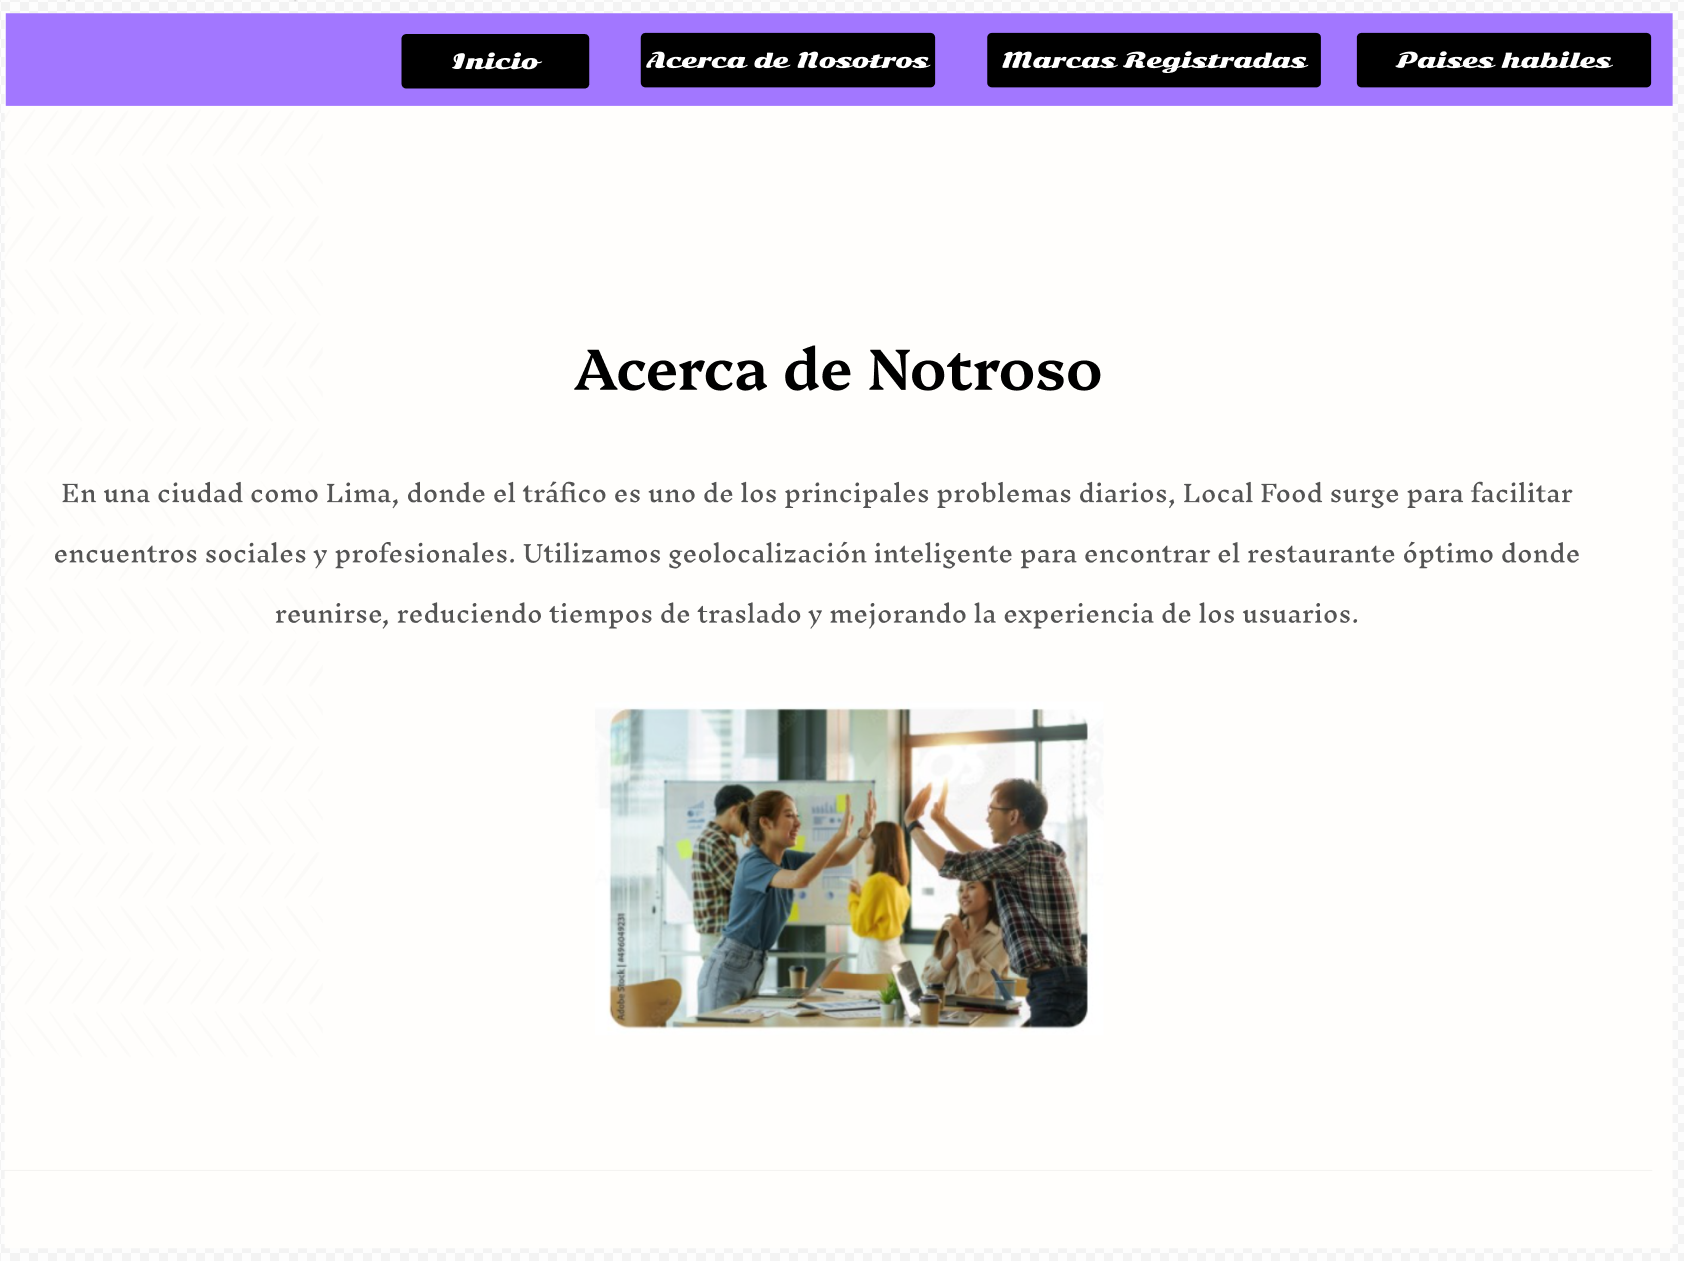 Inicio
Acerca de Nosotros
Marcas Registradas
Paises habiles
Acerca de Notroso
En una ciudad como Lima, donde el tráfico es uno de los principales problemas diarios, Local Food surge para facilitar
encuentros sociales y profesionales. Utilizamos geolocalización inteligente para encontrar el restaurante óptimo donde
reunirse, reduciendo tiempos de traslado y mejorando la experiencia de los usuarios.
Adobe Stock | #496049231